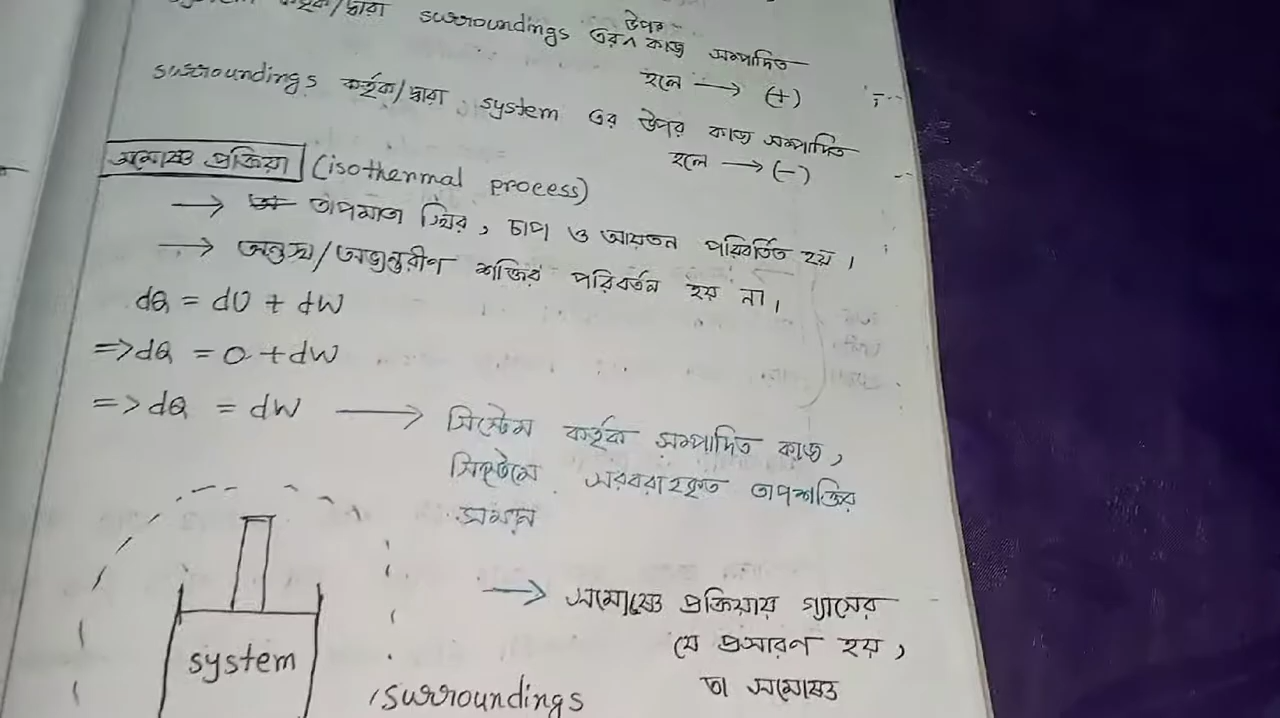 system কর্তৃক/দ্বারা surroundings এর উপর কাজ সম্পাদিত
হলে → (+)
surroundings কর্তৃক/দ্বারা system এর উপর কাজ সম্পাদিত
হলে → (-)
সমোষ্ণ প্রক্রিয়া (isothermal process)
→ তাপমাত্রা স্থির, চাপ ও আয়তন পরিবর্তিত হয়।
→ অন্তস্থ/অভ্যন্তরীণ শক্তির পরিবর্তন হয় না।
dQ = dU + dW
=> dQ = 0 + dW
=> dQ = dW → সিস্টেম কর্তৃক সম্পাদিত কাজ,
সিস্টেমে সরবরাহকৃত তাপশক্তির
সমান
→ সমোষ্ণ প্রক্রিয়ায় গ্যাসের
যে প্রসারণ হয়,
তা সমোষ্ণ
system
surroundings